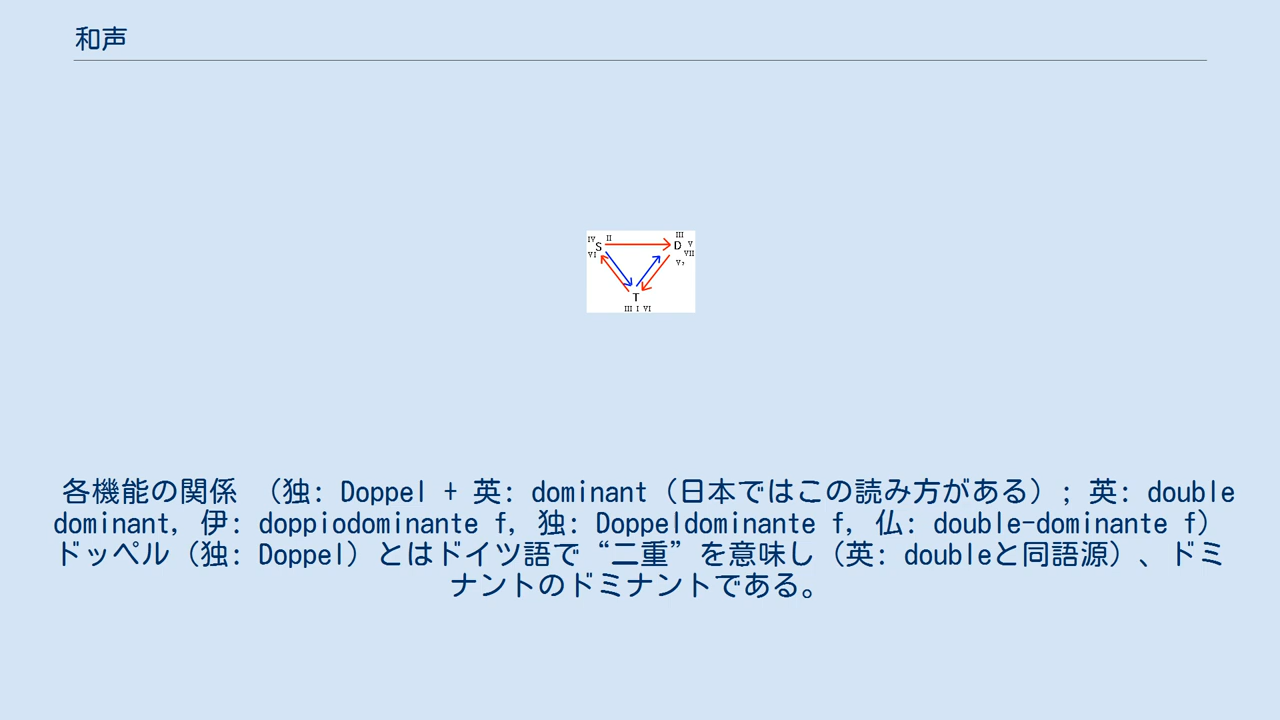 和声
III
IV II
S D V
VI VII
V,
T
III I VI
各機能の関係 （独: Doppel + 英: dominant（日本ではこの読み方がある）; 英: double
dominant, 伊: doppiodominante f, 独: Doppeldominante f, 仏: double-dominante f）
ドッペル（独: Doppel）とはドイツ語で“二重”を意味し（英: doubleと同語源）、ドミ
ナントのドミナントである。